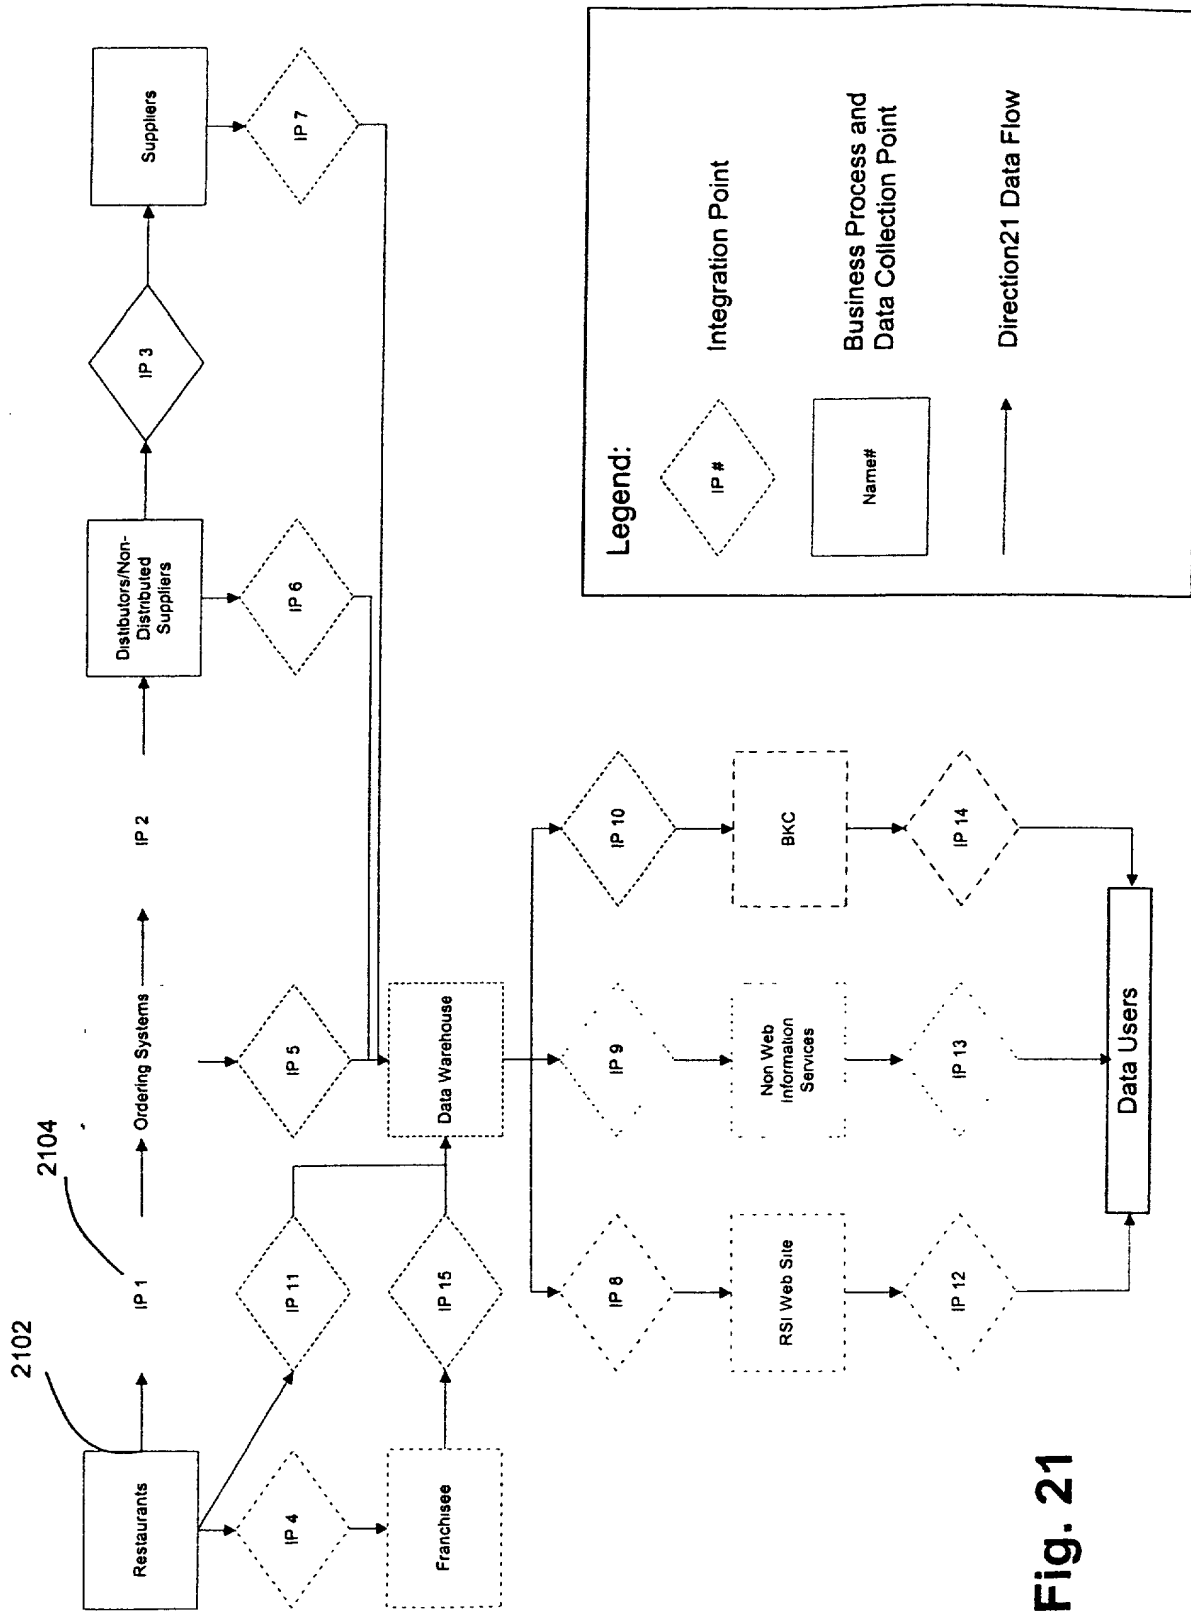 2102
2104
Restaurants
IP 1
Ordering Systems
IP 2
Distibutors/Non-
Distributed
Suppliers
IP 3
Suppliers
IP 4
IP 11
IP 5
IP 6
IP 7
Franchisee
IP 15
Data Warehouse
IP 8
IP 9
IP 10
RSI Web Site
Non Web
Information
Services
BKC
IP 12
IP 13
IP 14
Data Users
Legend:
IP #
Integration Point
Name#
Business Process and
Data Collection Point
Direction21 Data Flow
Fig. 21